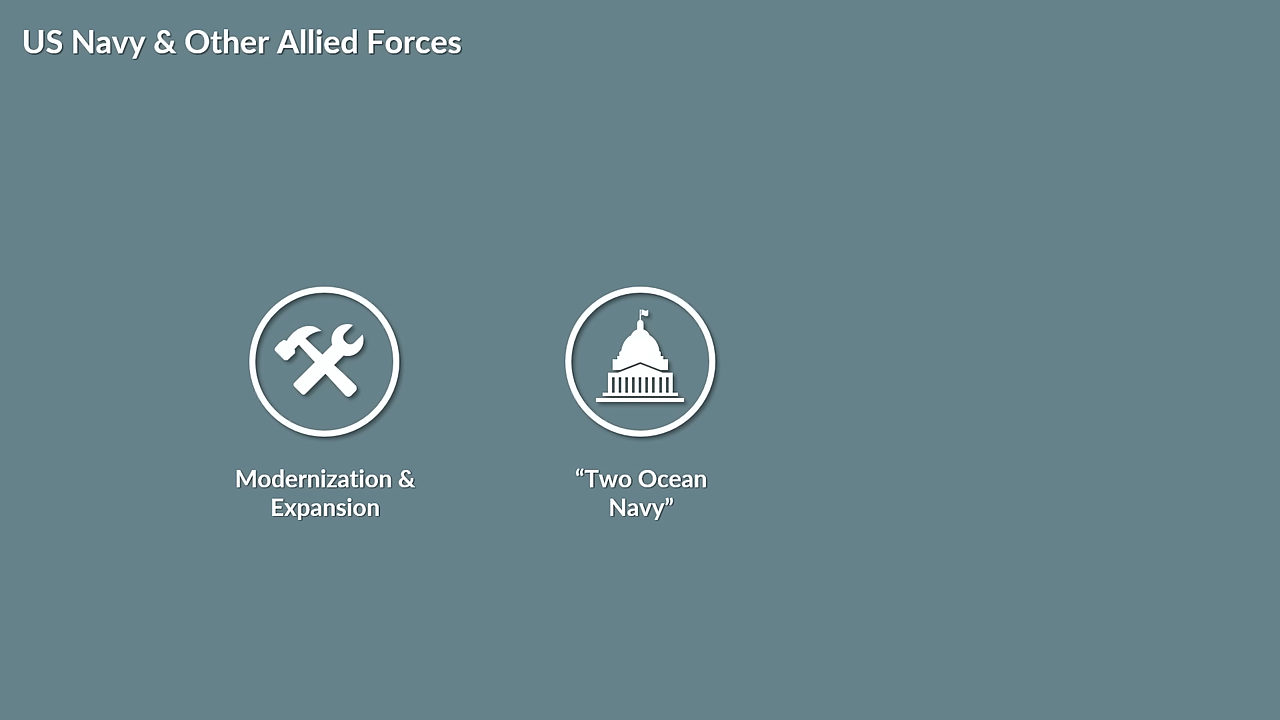 US Navy & Other Allied Forces
Modernization &
Expansion
“Two Ocean
Navy”